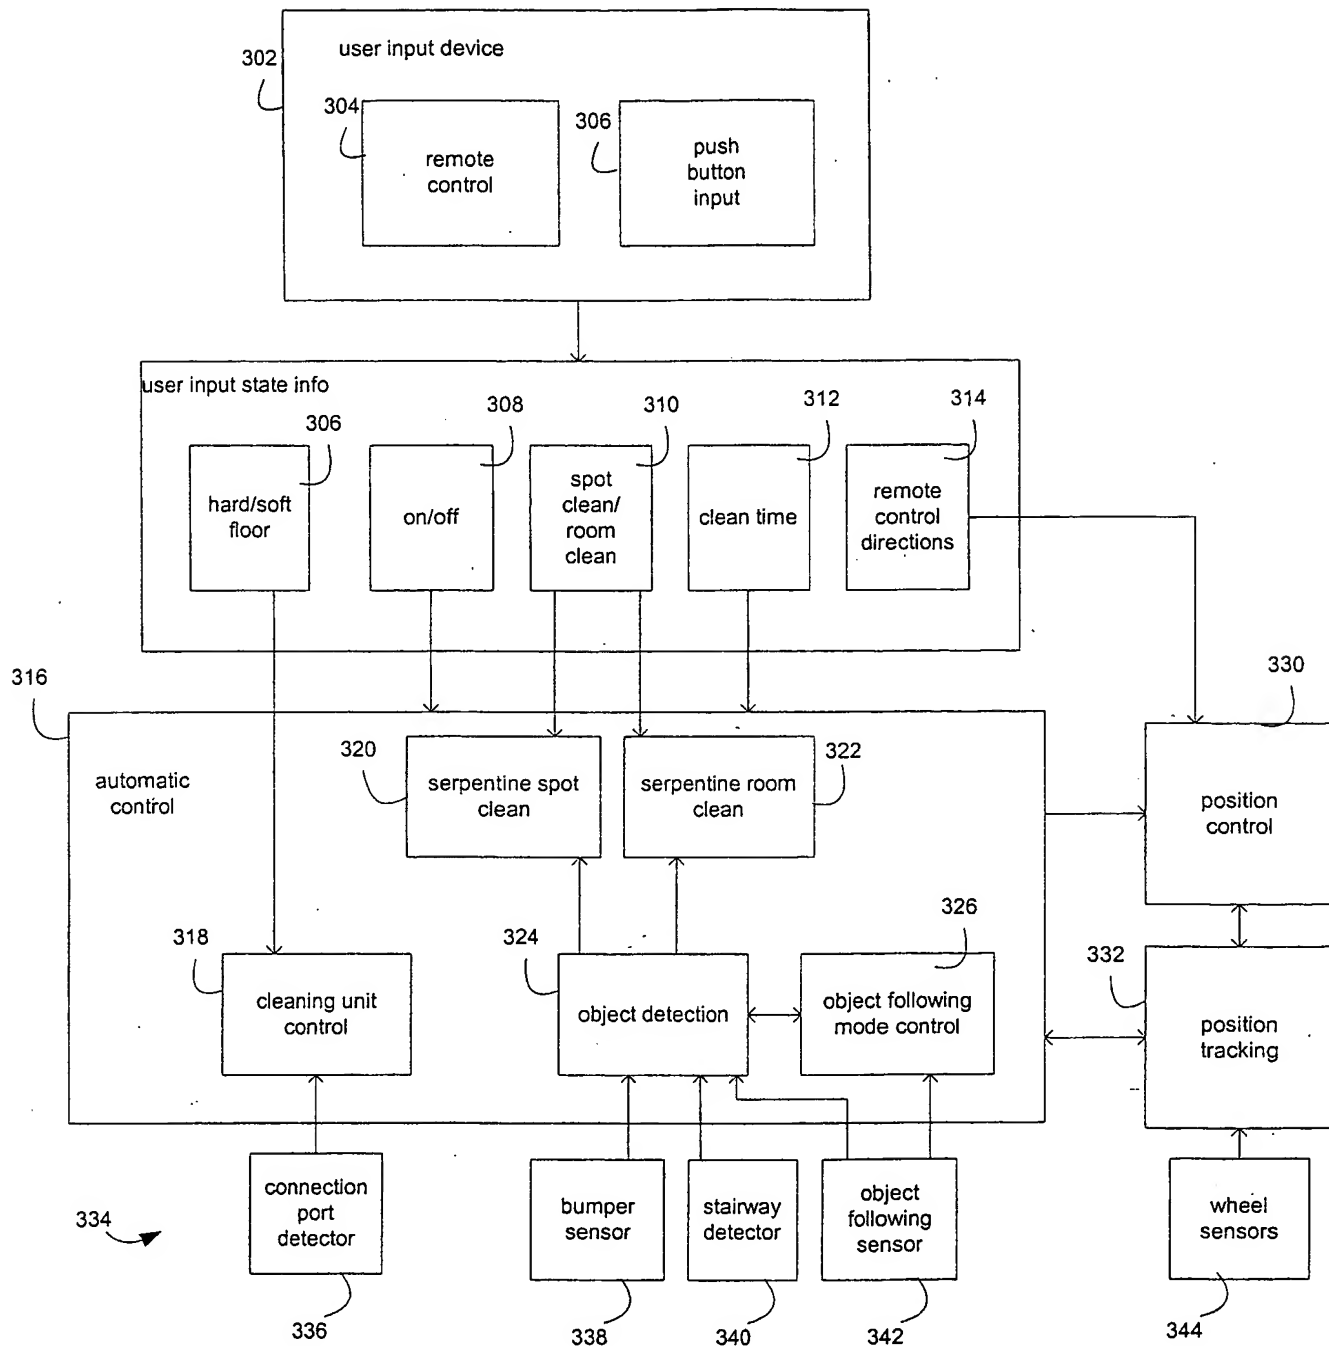 user input device
302
304
306
remote
control
push
button
input
user input state info
306
308
310
312
314
hard/soft
floor
on/off
spot
clean/
room
clean
clean time
remote
control
directions
316
330
automatic
control
320
serpentine spot
clean
serpentine room
clean
322
position
control
318
cleaning unit
control
324
object detection
326
object following
mode control
332
position
tracking
334
connection
port
detector
bumper
sensor
stairway
detector
object
following
sensor
wheel
sensors
336
338
340
342
344